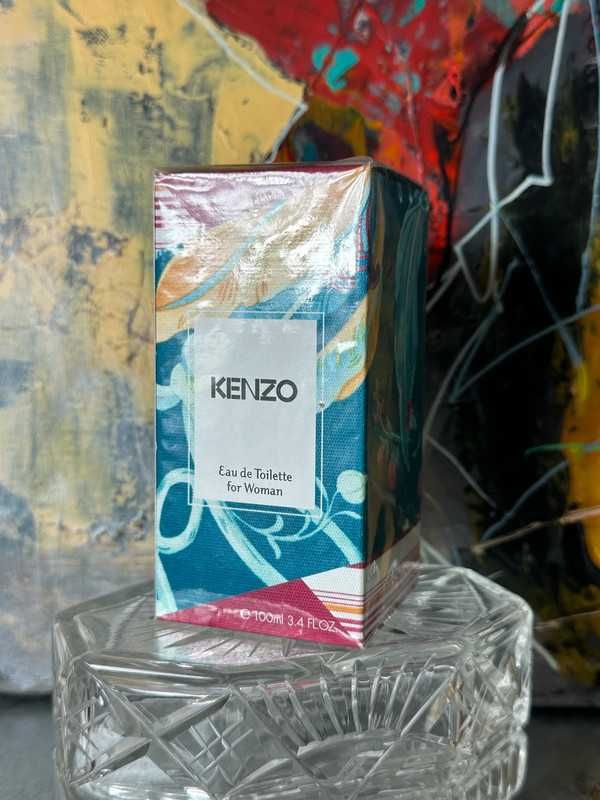 KENZO
Eau de Toilette
for Woman
℮ 100ml 3.4 FL.OZ.